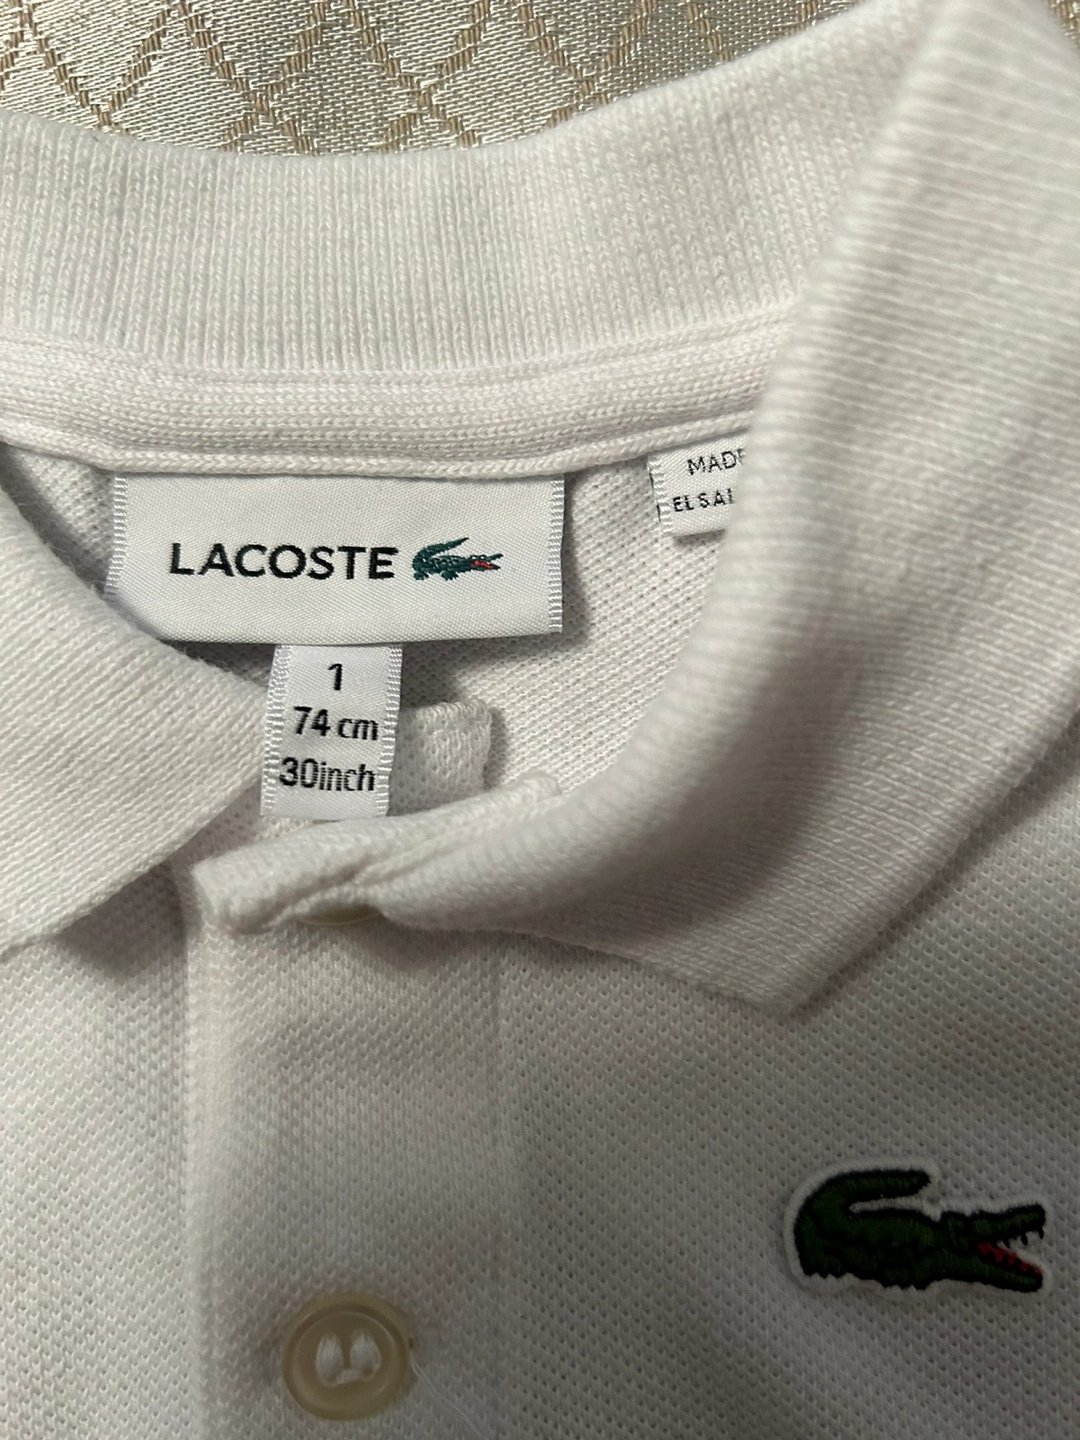 LACOSTE
1
74 cm
30inch
MADE
EL SAL